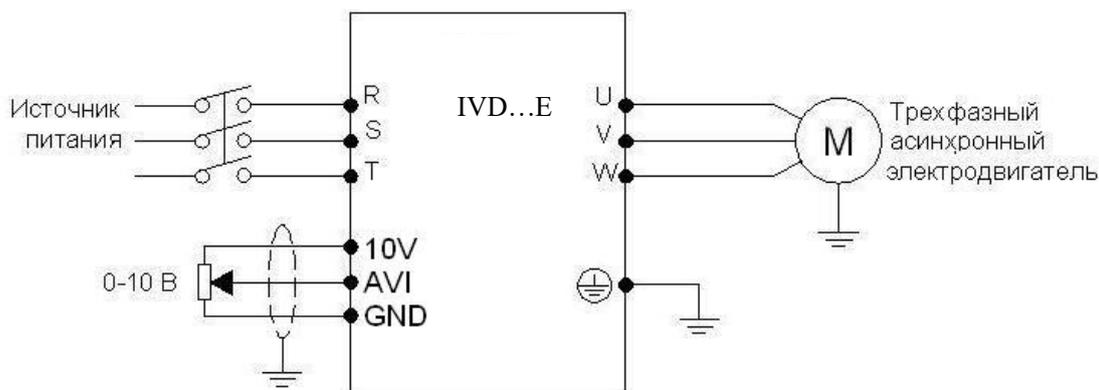 Источник
питания
R
S
T
10V
AVI
GND
0-10 В
IVD…E
U
V
W
M
Трехфазный
асинхронный
электродвигатель